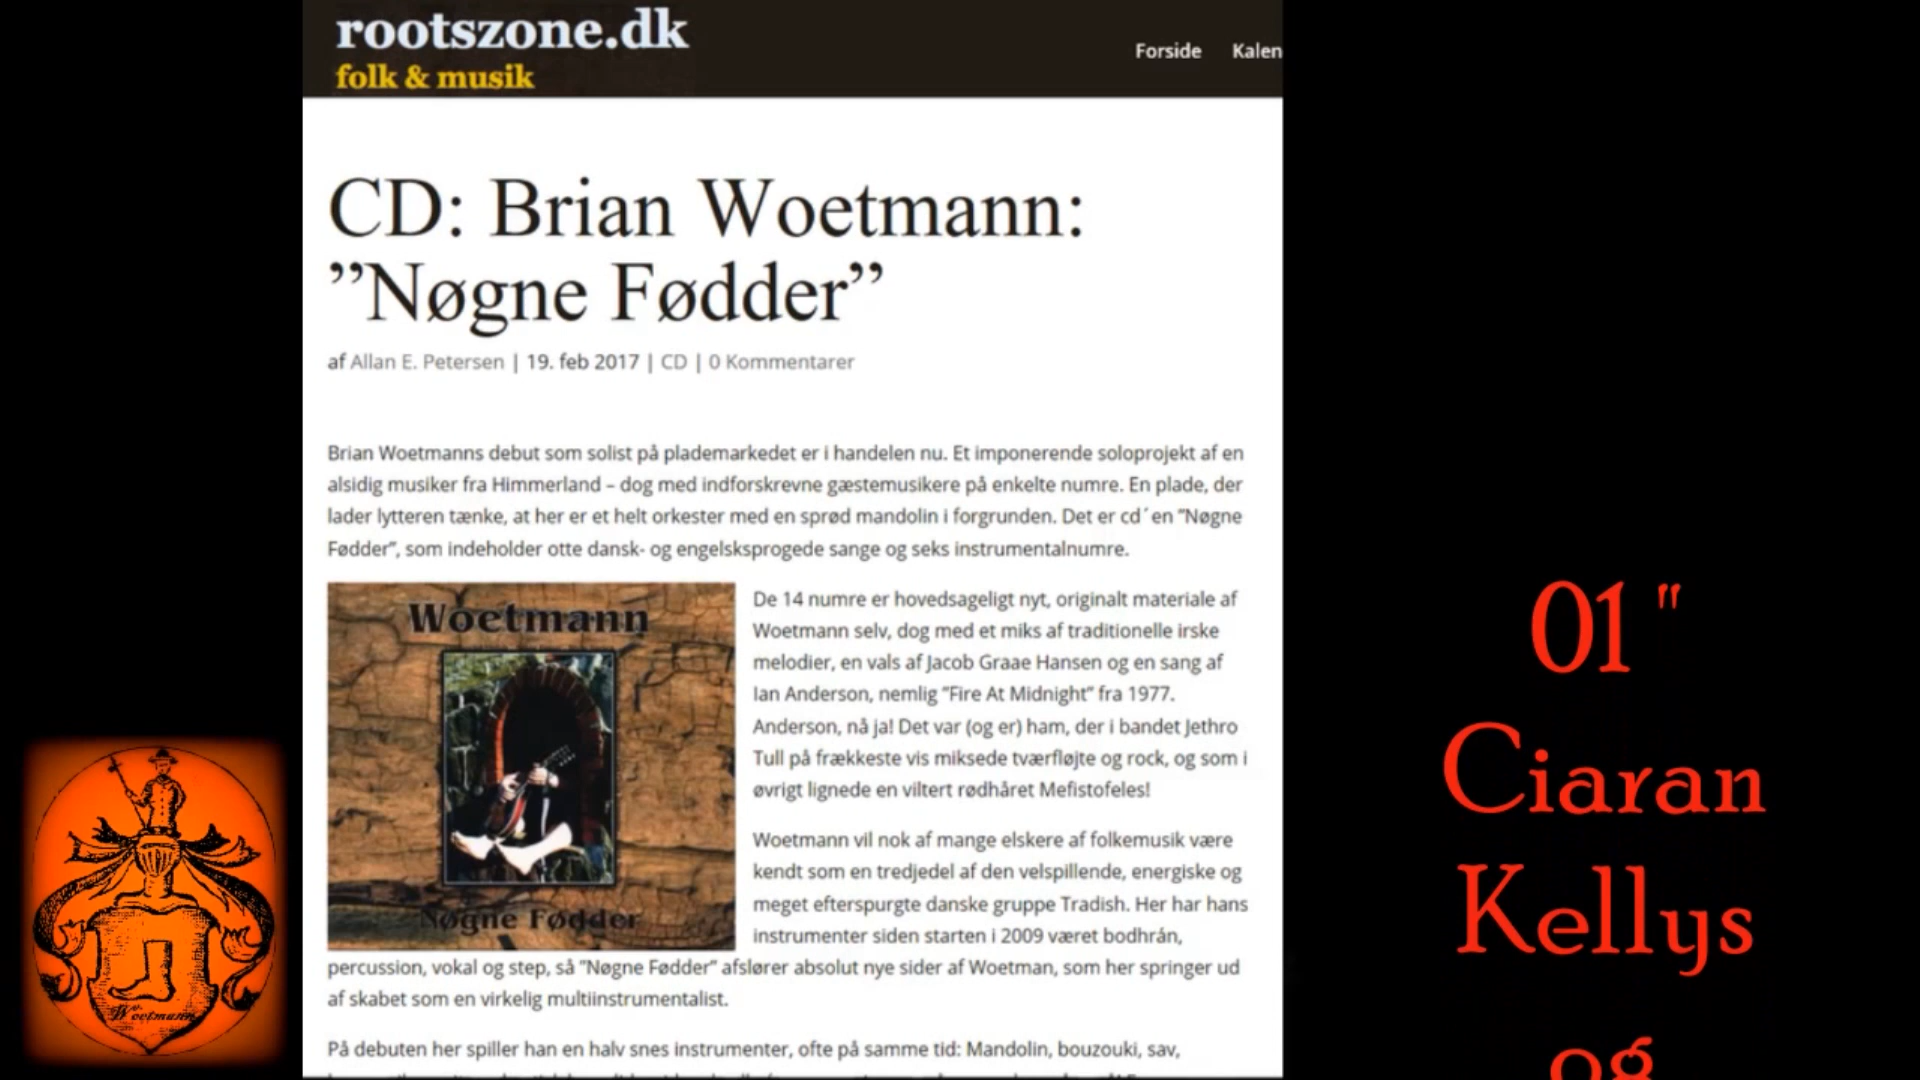 rootszone.dk
folk & musik
Forside Kalen
CD: Brian Woetmann:
”Nøgne Fødder”
af Allan E. Petersen | 19. feb 2017 | CD | 0 Kommentarer
Brian Woetmanns debut som solist på plademarkedet er i handelen nu. Et imponerende soloprojekt af en
alsidig musiker fra Himmerland – dog med indforskrevne gæstemusikere på enkelte numre. En plade, der
lader lytteren tænke, at her er et helt orkester med en sprød mandolin i forgrunden. Det er cd´en ”Nøgne
Fødder”, som indeholder otte dansk- og engelsksprogede sange og seks instrumentalnumre.
Woetmann
Nøgne Fødder
De 14 numre er hovedsageligt nyt, originalt materiale af
Woetmann selv, dog med et miks af traditionelle irske
melodier, en vals af Jacob Graae Hansen og en sang af
Ian Anderson, nemlig ”Fire At Midnight” fra 1977.
Anderson, nå ja! Det var (og er) ham, der i bandet Jethro
Tull på frækkeste vis miksede tværfløjte og rock, og som i
øvrigt lignede en viltert rødhåret Mefistofeles!
Woetmann vil nok af mange elskere af folkemusik være
kendt som en tredjedel af den velspillende, energiske og
meget efterspurgte danske gruppe Tradish. Her har hans
instrumenter siden starten i 2009 været bodhrán,
percussion, vokal og step, så ”Nøgne Fødder” afslører absolut nye sider af Woetman, som her springer ud
af skabet som en virkelig multiinstrumentalist.
På debuten her spiller han en halv snes instrumenter, ofte på samme tid: Mandolin, bouzouki, sav,
Woetmann
01 "
Ciaran
Kellys
og